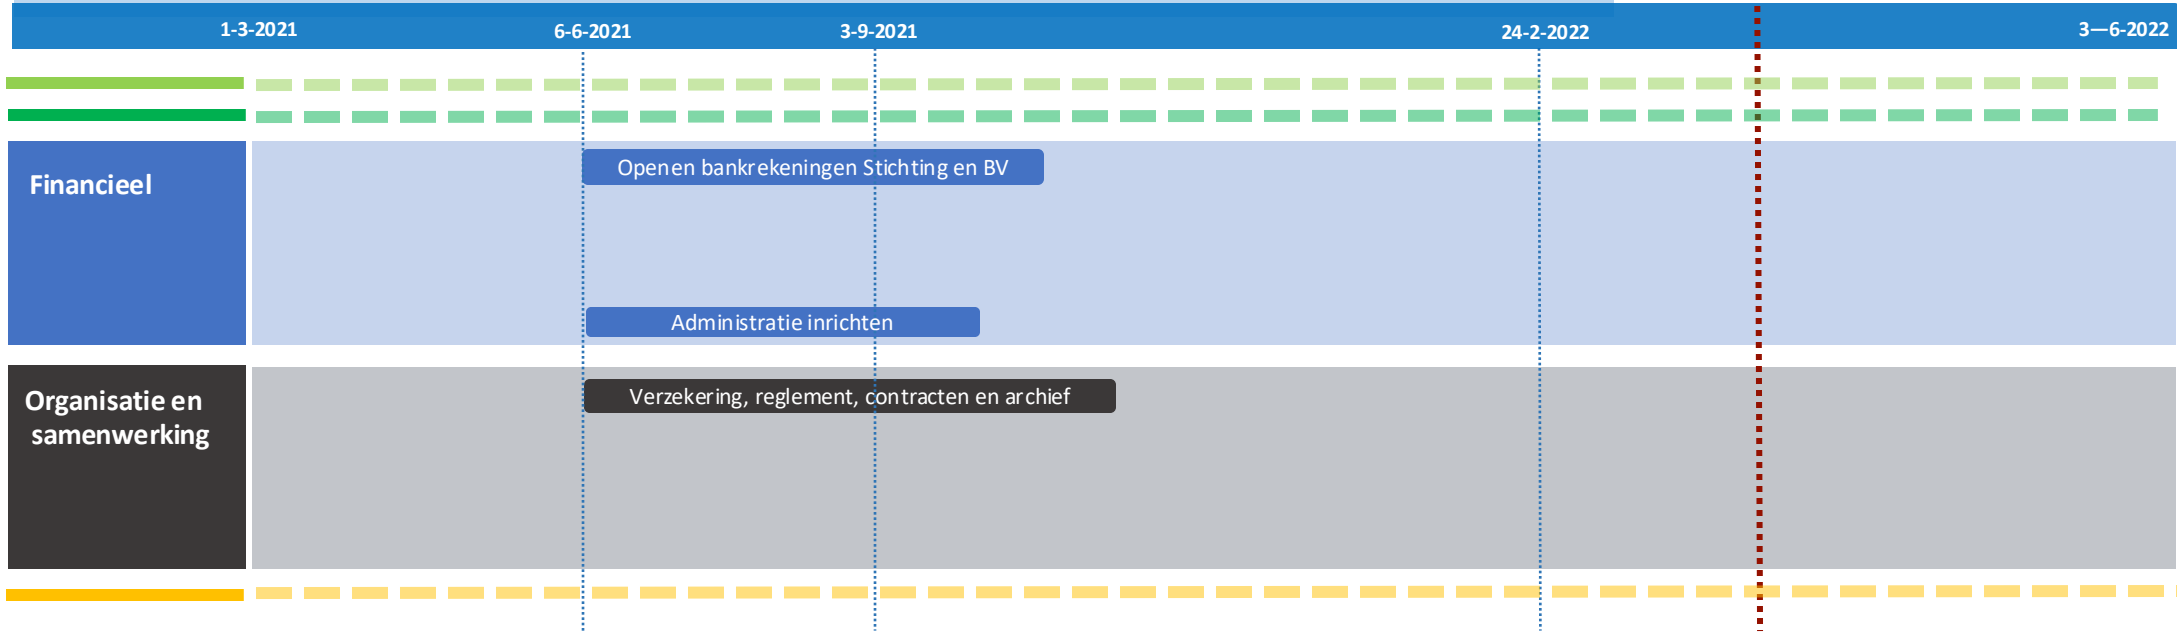 1-3-2021
6-6-2021
3-9-2021
24-2-2022
3—6-2022
Financieel
Openen bankrekeningen Stichting en BV
Administratie inrichten
Organisatie en
samenwerking
Verzekering, reglement, contracten en archief